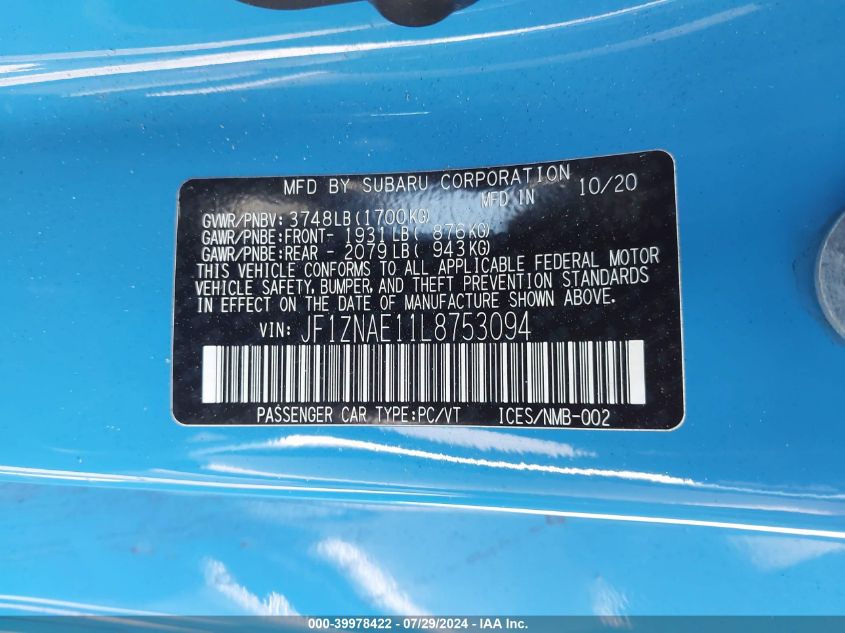 MFD BY SUBARU CORPORATION 10/20
MFD IN
GVWR/PNBV: 3748LB(1700KG)
GAWR/PNBE:FRONT- 1931LB( 876KG)
GAWR/PNBE:REAR - 2079LB( 943KG)
THIS VEHICLE CONFORMS TO ALL APPLICABLE FEDERAL MOTOR
VEHICLE SAFETY, BUMPER, AND THEFT PREVENTION STANDARDS
IN EFFECT ON THE DATE OF MANUFACTURE SHOWN ABOVE.
VIN: JF1ZNAE11L8753094
PASSENGER CAR TYPE:PC/VT ICES/NMB-002
000-39978422 - 07/29/2024 - IAA Inc.